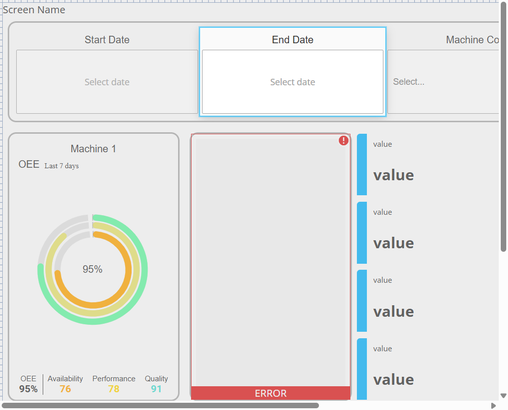 Screen Name
Start Date
End Date
Machine Co
Select date
Select date
Select...
Machine 1
OEE Last 7 days
95%
OEE Availability Performance Quality
95% 76 78 91
!
ERROR
value
value
value
value
value
value
value
value